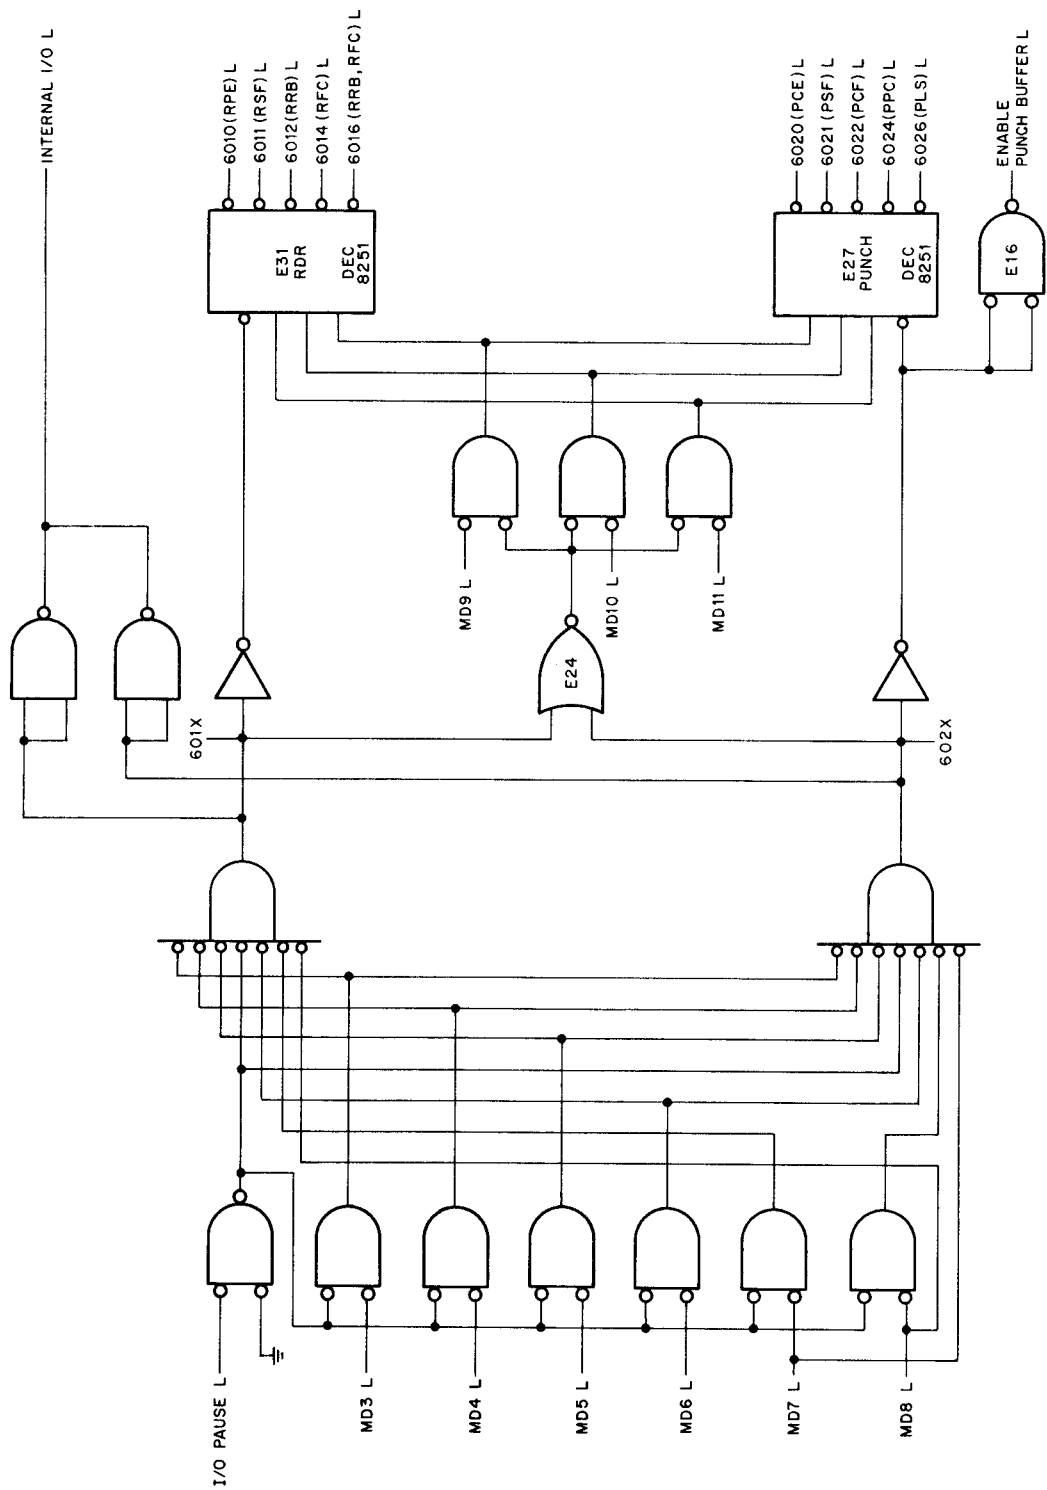 INTERNAL I/O L
6010 (RPE) L
6011 (RSF) L
6012 (RRB) L
6014 (RFC) L
6016 (RRB, RFC) L
E31
RDR
DEC
8251
601X
MD9 L
MD10 L
MD11 L
E24
6020 (PCE) L
6021 (PSF) L
6022 (PCF) L
6024 (PPC) L
6026 (PLS) L
E27
PUNCH
DEC
8251
602X
E16
ENABLE
PUNCH BUFFER L
I/O PAUSE L
MD3 L
MD4 L
MD5 L
MD6 L
MD7 L
MD8 L